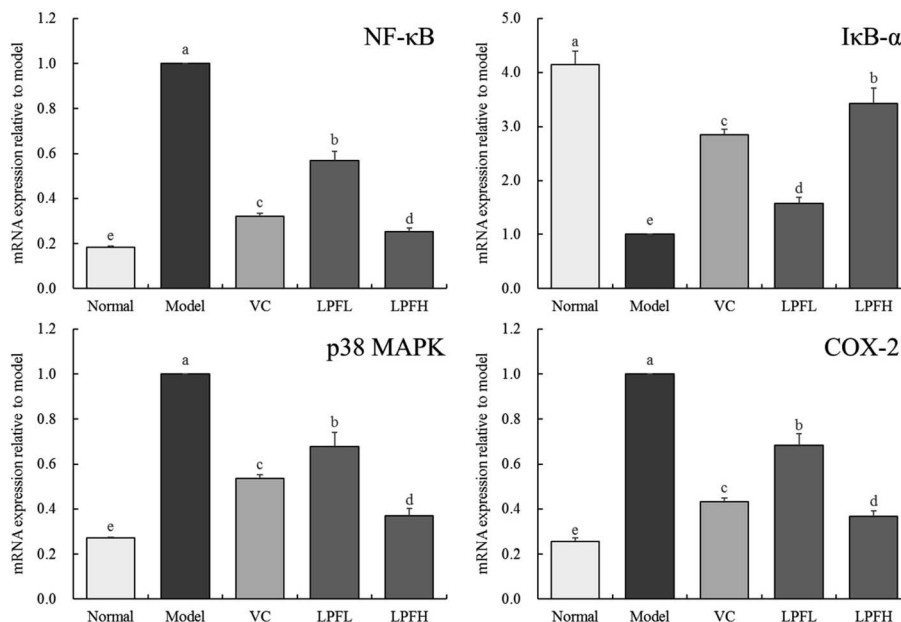 NF-κB
mRNA expression relative to model
1.2
1.0
0.8
0.6
0.4
0.2
0.0
e
a
c
b
d
Normal Model VC LPFL LPFH
IκB-α
mRNA expression relative to model
5.0
4.0
3.0
2.0
1.0
0.0
a
e
c
d
b
Normal Model VC LPFL LPFH
p38 MAPK
mRNA expression relative to model
1.2
1.0
0.8
0.6
0.4
0.2
0.0
e
a
c
b
d
Normal Model VC LPFL LPFH
COX-2
mRNA expression relative to model
1.2
1.0
0.8
0.6
0.4
0.2
0.0
e
a
c
b
d
Normal Model VC LPFL LPFH